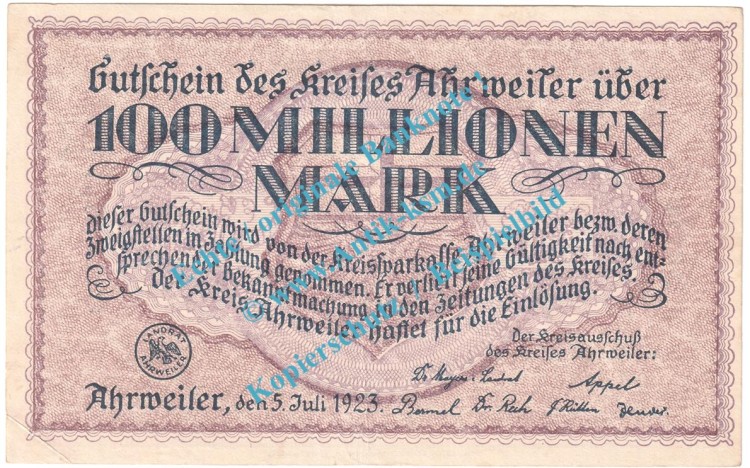 Gutschein des Kreises Ahrweiler über
100 MILLIONEN
MARK
Dieser Gutschein wird von der Kreissparkasse Ahrweiler bezw. deren
Zweigstellen in Zahlung genommen. Er verliert seine Gültigkeit nach ent-
sprechender Bekanntmachung in den Zeitungen des Kreises.
Der Kreis Ahrweiler haftet für die Einlösung.
Der Kreisausschuß
des Kreises Ahrweiler:
LANDRAT
AHRWEILER
Appel
Ahrweiler, den 5. Juli 1923.
Echte, originale Banknote!
© www.Antik-ksm.de
Kopierschutz / Beispielbild